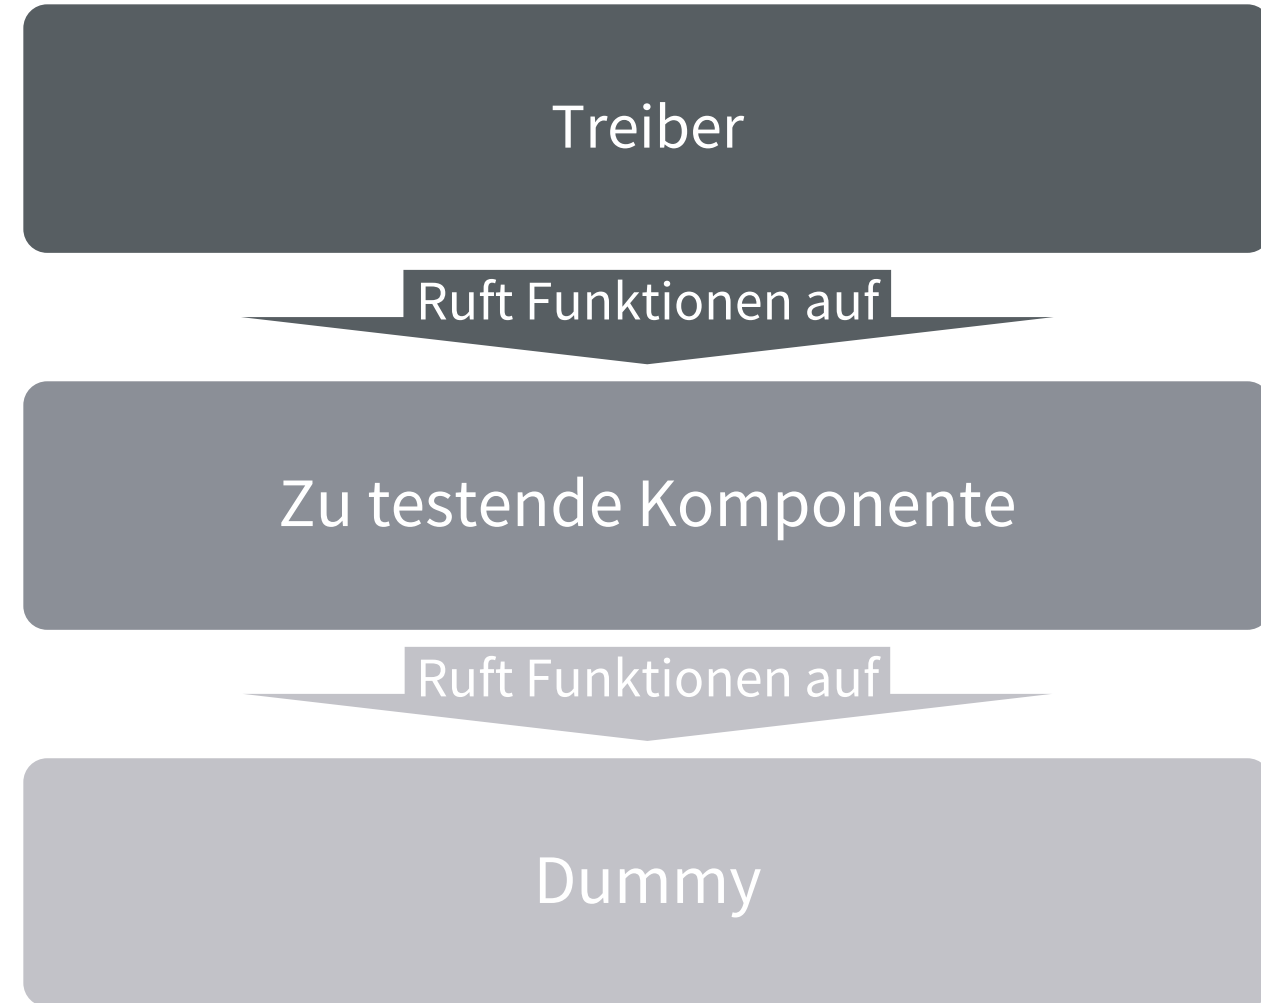 Treiber
Ruft Funktionen auf
Zu testende Komponente
Ruft Funktionen auf
Dummy